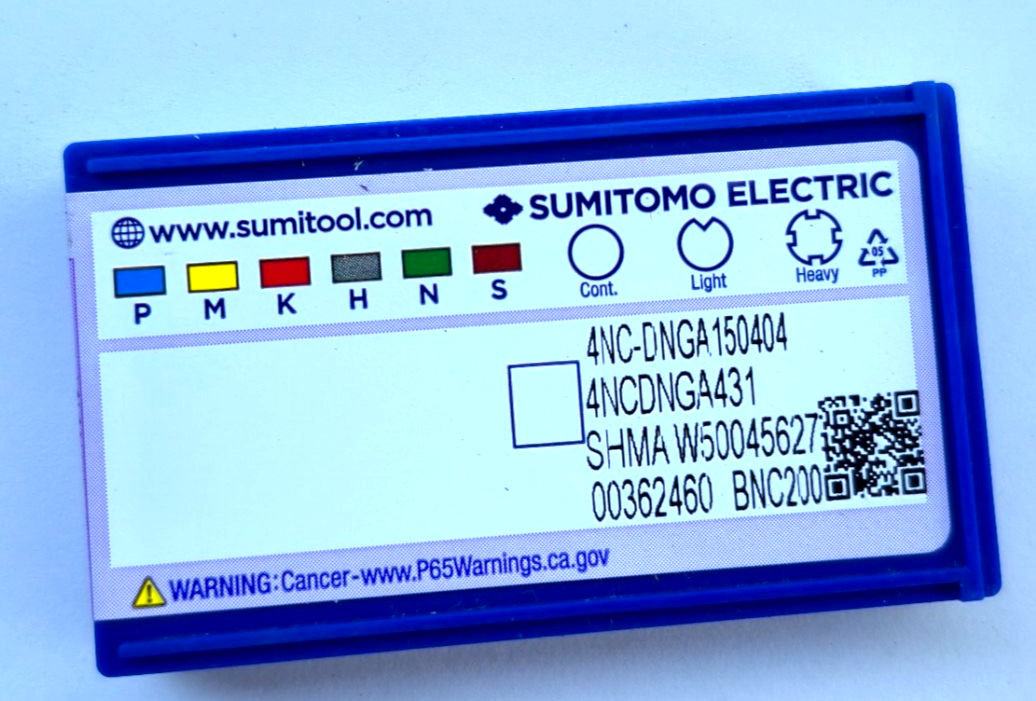 www.sumitool.com
SUMITOMO ELECTRIC
P M K H N S
Cont. Light Heavy
05
PP
4NC-DNGA150404
4NCDNGA431
SHMA W50045627
00362460 BNC200
WARNING:Cancer-www.P65Warnings.ca.gov